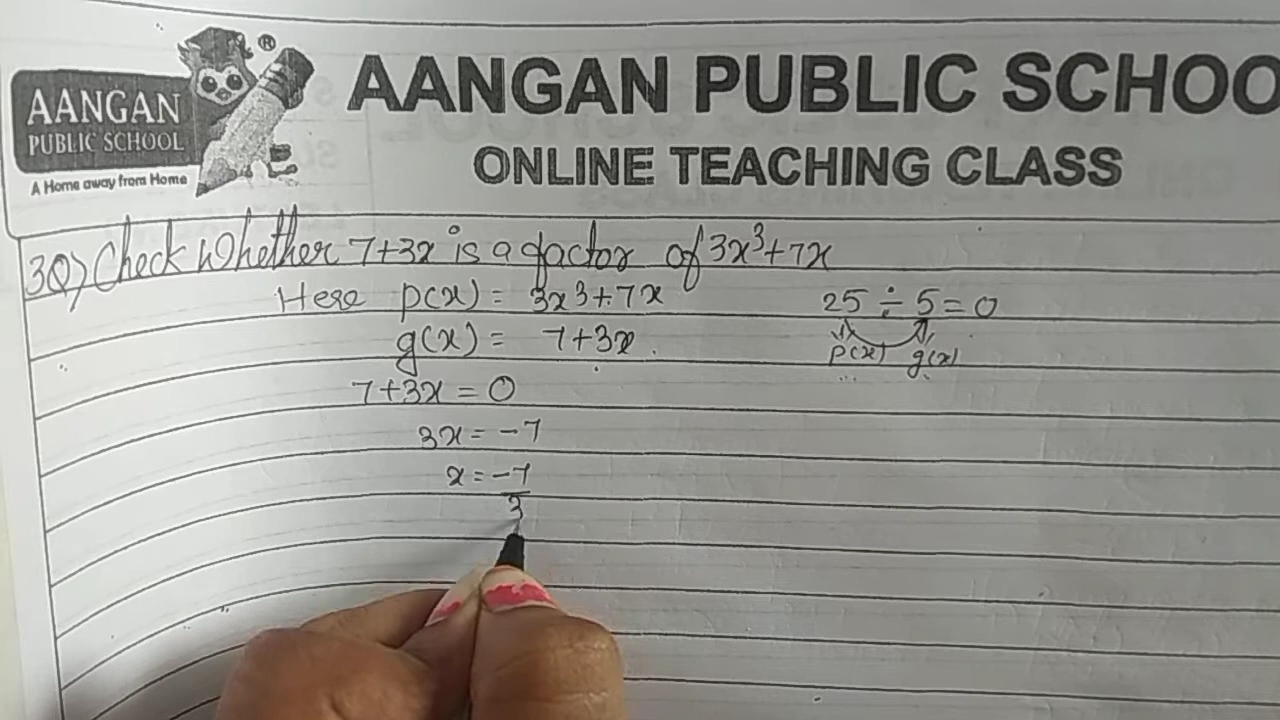 AANGAN
PUBLIC SCHOOL
A Home away from Home
®
AANGAN PUBLIC SCHOO
ONLINE TEACHING CLASS
3Q) Check Whether 7+3x is a factor of 3x³+7x
Here p(x) = 3x³+7x
25 ÷ 5 = 0
p(x) g(x)
g(x) = 7+3x
7+3x = 0
3x = -7
x = -7/3